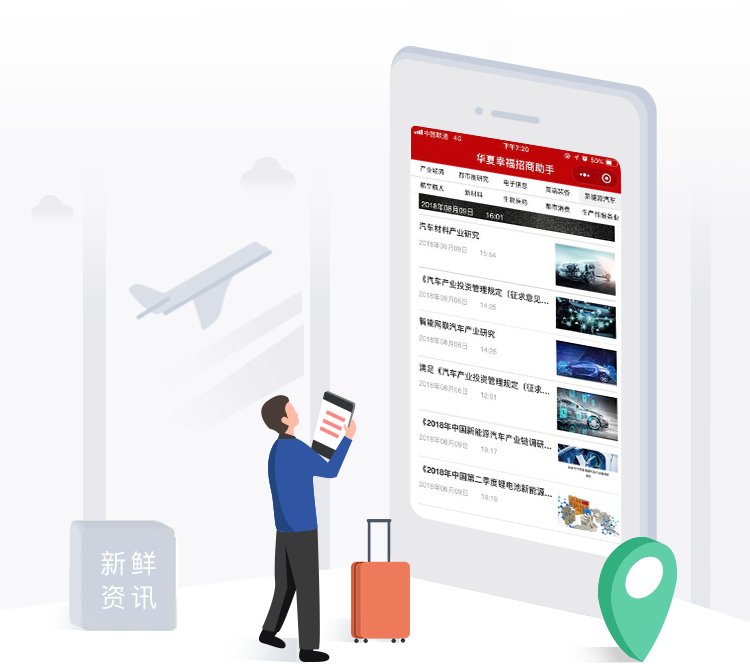 中国联通 4G 下午7:20 50%
华夏幸福招商助手
产业经济 都市圈研究 电子信息 高端装备 新能源汽车
航空航天 新材料 生物医药 都市消费 生产性服务业
2018年08月09日 16:01
汽车材料产业研究
2018年08月09日 15:54
《汽车产业投资管理规定（征求意见...
2018年08月06日 14:25
智能网联汽车产业研究
2018年08月06日 14:26
满足《汽车产业投资管理规定（征求...
2018年08月06日 12:01
《2018年中国新能源汽车产业链调研...
2018年08月09日 19:17
《2018年中国第二季度锂电池新能源...
2018年08月09日 19:16
新鲜
资讯